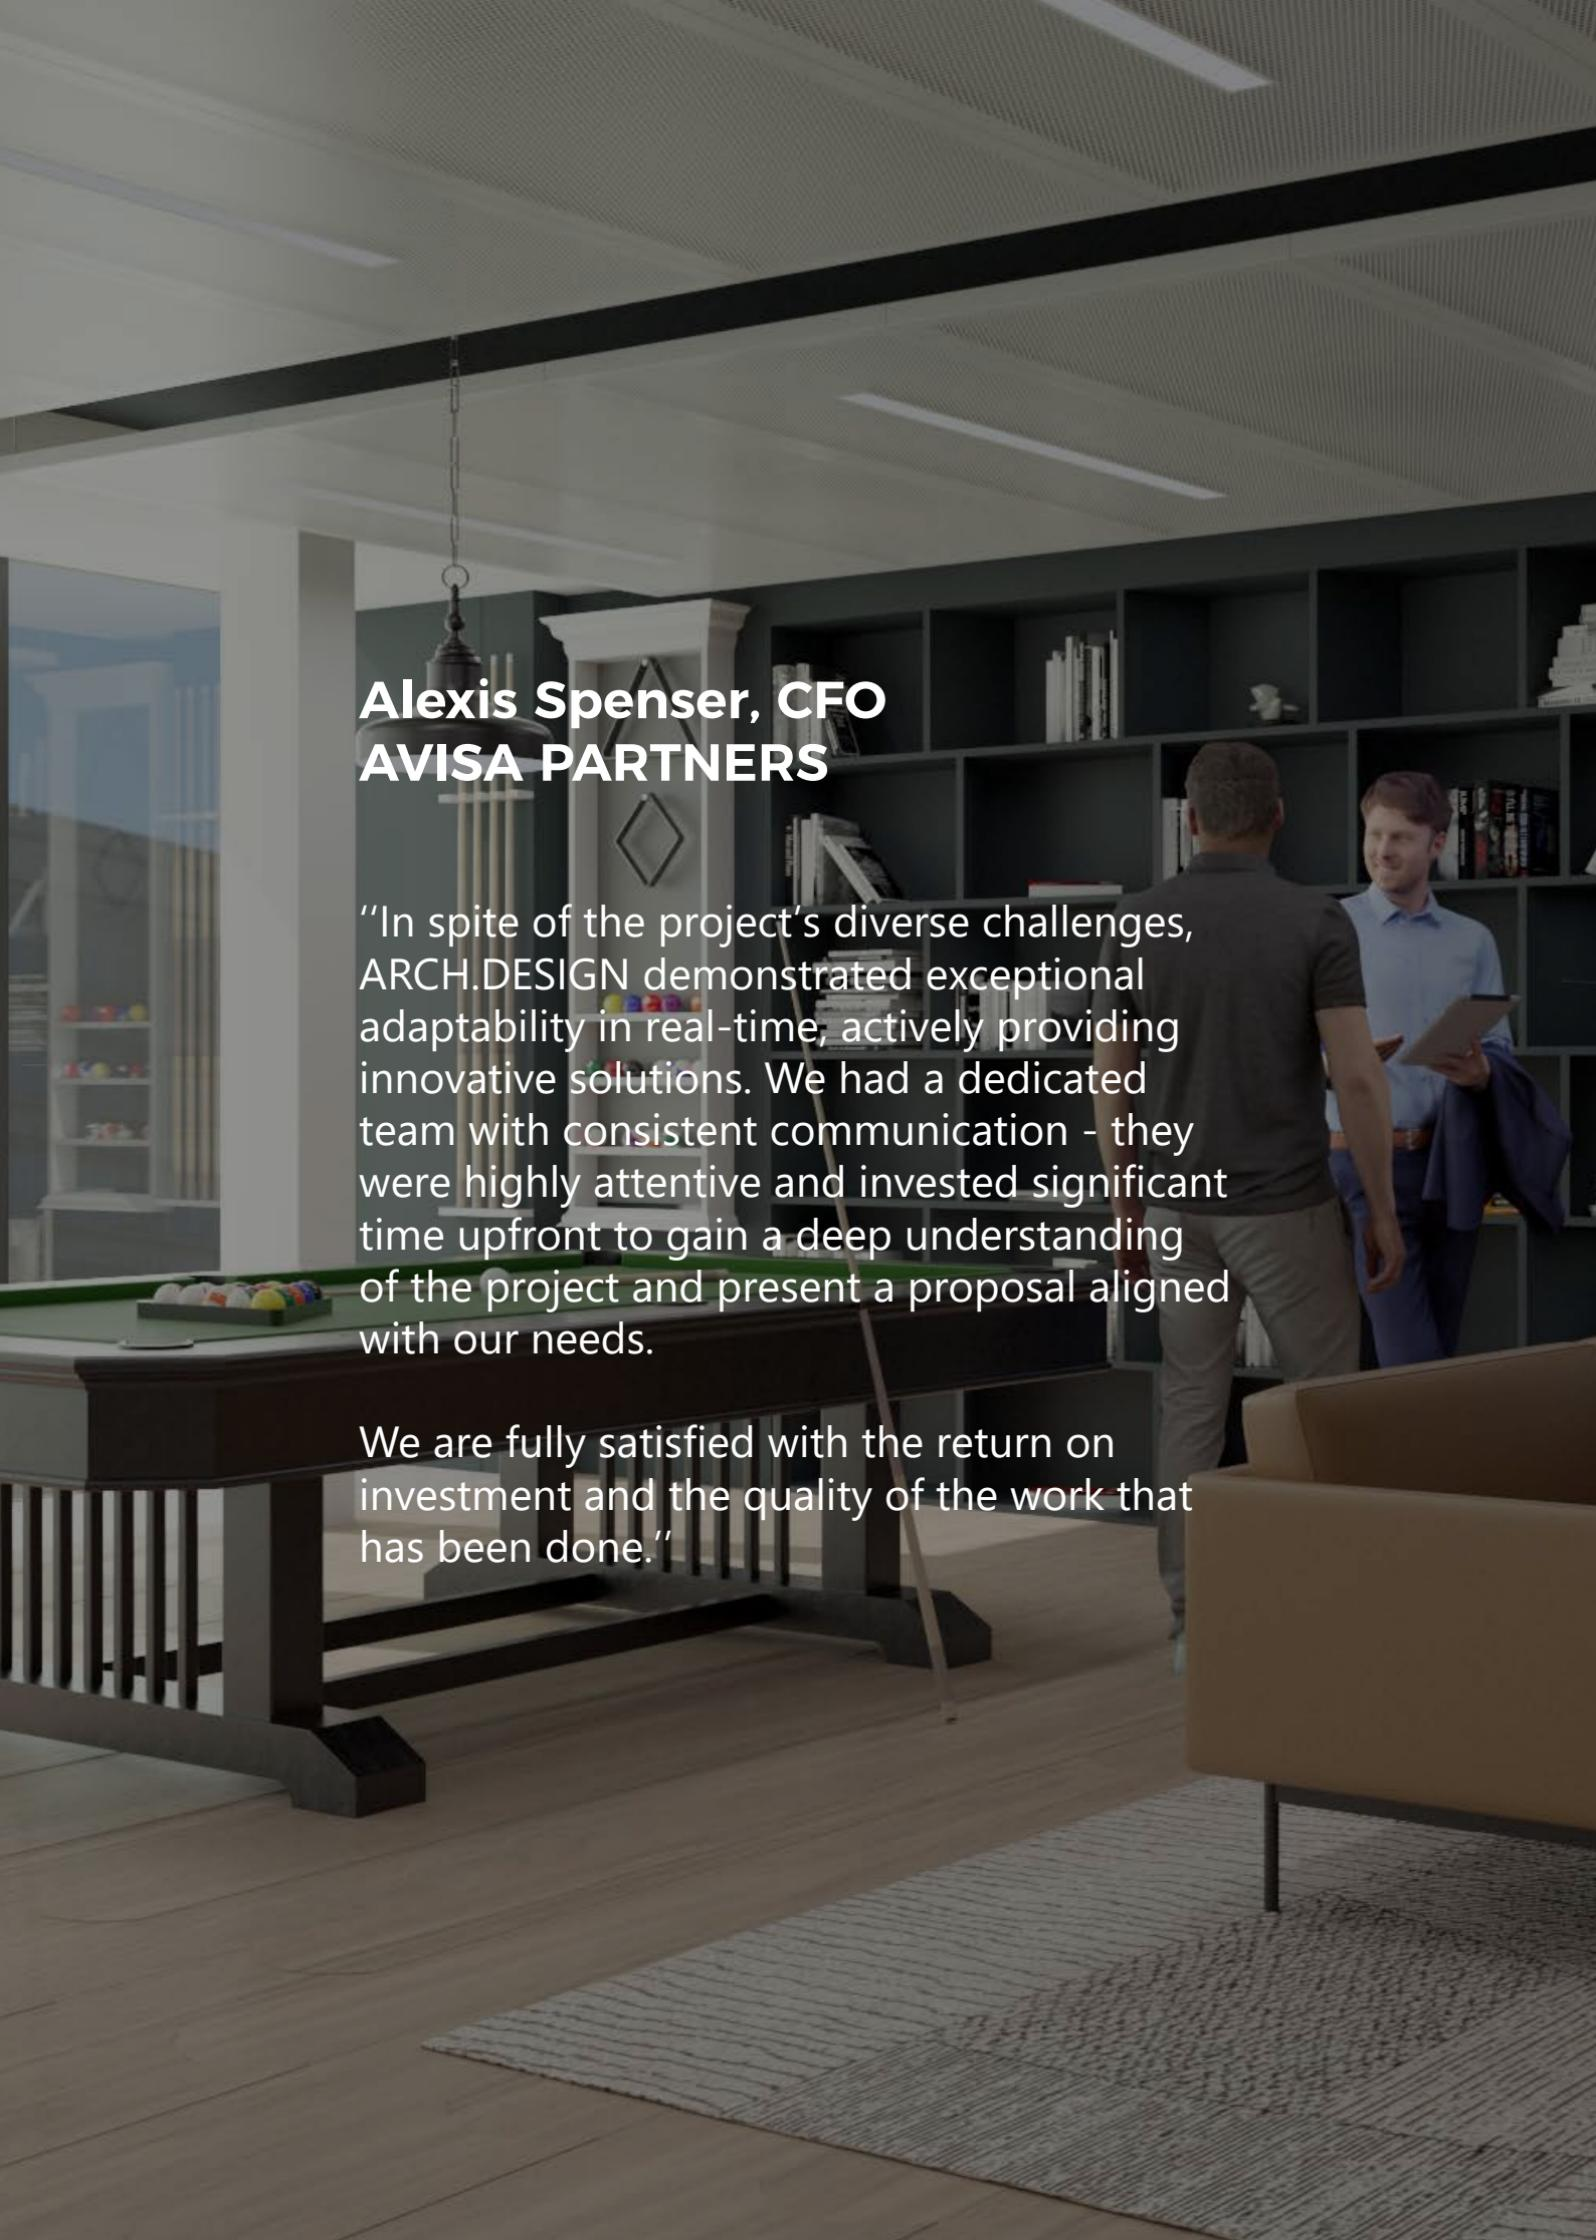 Alexis Spenser, CFO
AVISA PARTNERS
‘‘In spite of the project’s diverse challenges,
ARCH.DESIGN demonstrated exceptional
adaptability in real-time, actively providing
innovative solutions. We had a dedicated
team with consistent communication - they
were highly attentive and invested significant
time upfront to gain a deep understanding
of the project and present a proposal aligned
with our needs.
We are fully satisfied with the return on
investment and the quality of the work that
has been done.’’